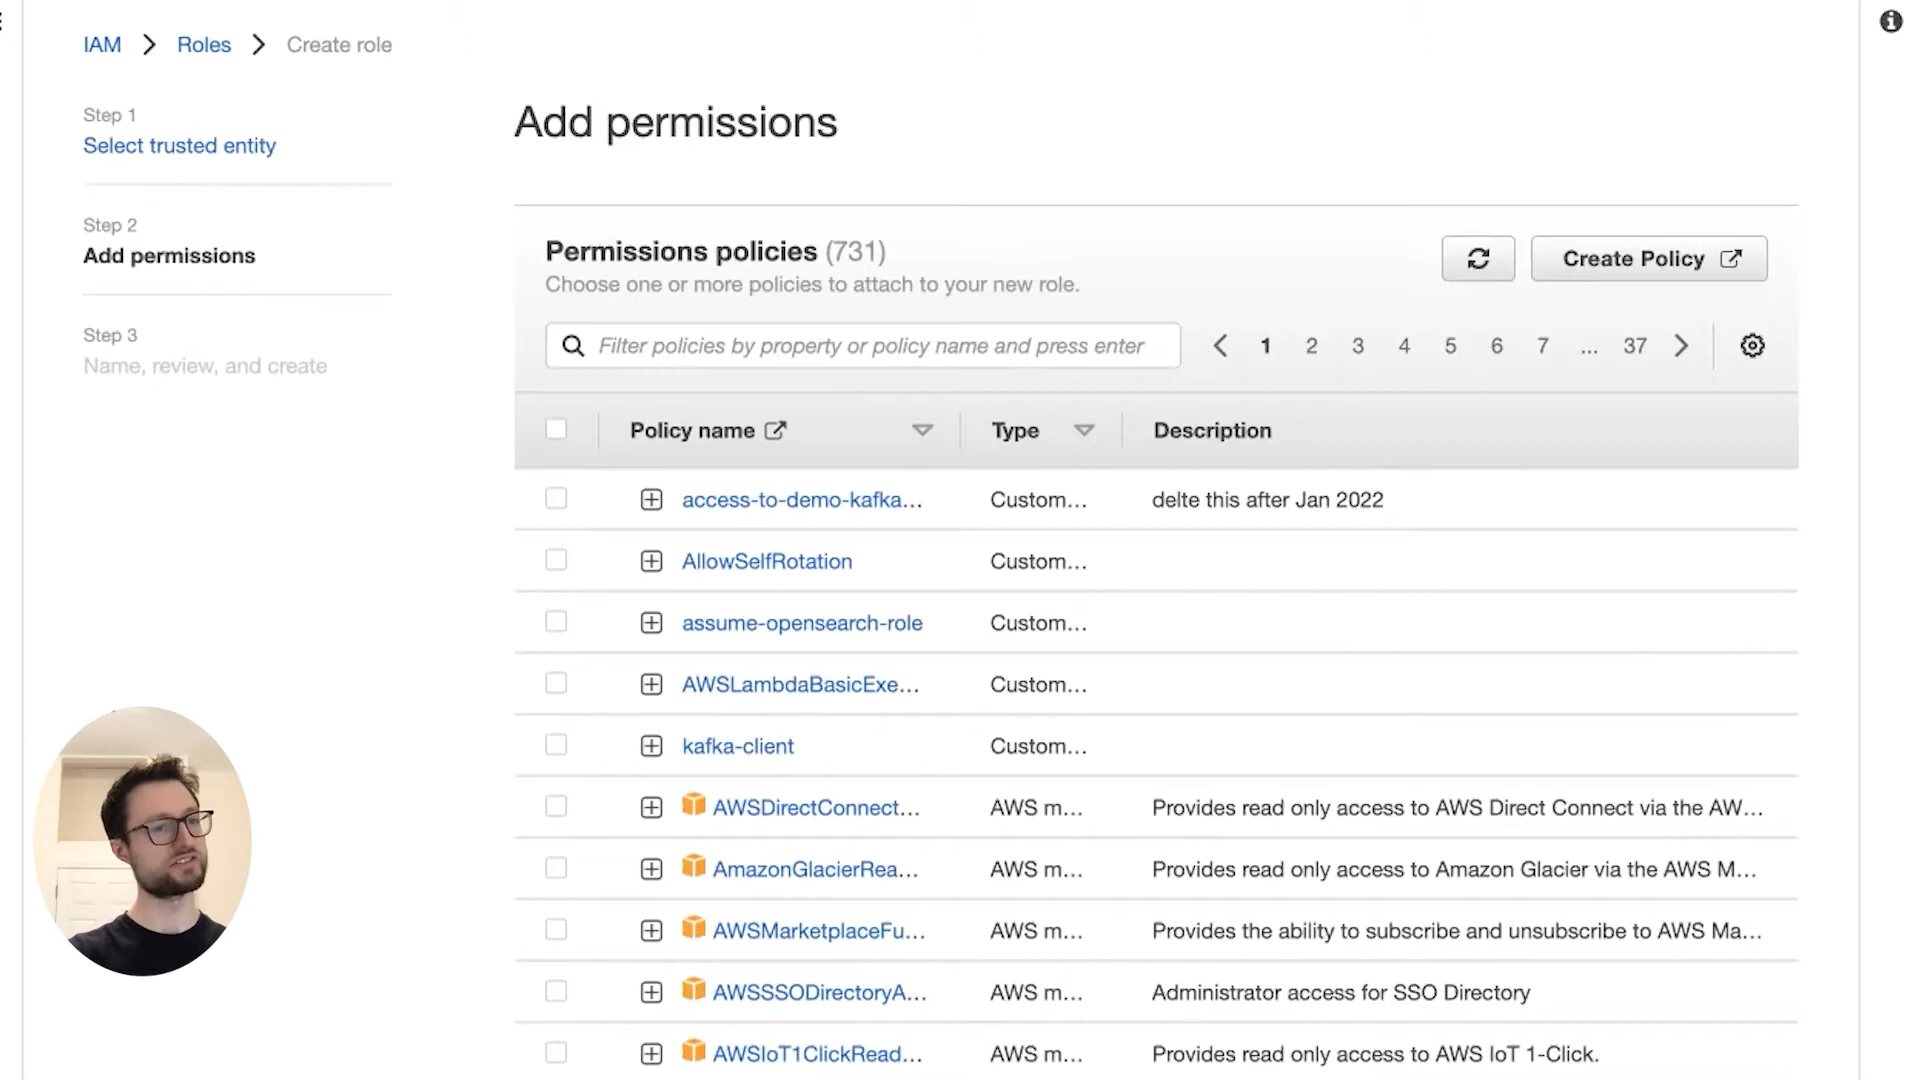 IAM > Roles > Create role
Step 1
Select trusted entity
Step 2
Add permissions
Step 3
Name, review, and create
Add permissions
Permissions policies (731)
Choose one or more policies to attach to your new role.
Create Policy
Filter policies by property or policy name and press enter
1 2 3 4 5 6 7 ... 37
Policy name Type Description
access-to-demo-kafka... Custom... delte this after Jan 2022
AllowSelfRotation Custom...
assume-opensearch-role Custom...
AWSLambdaBasicExe... Custom...
kafka-client Custom...
AWSDirectConnect... AWS m... Provides read only access to AWS Direct Connect via the AW...
AmazonGlacierRea... AWS m... Provides read only access to Amazon Glacier via the AWS M...
AWSMarketplaceFu... AWS m... Provides the ability to subscribe and unsubscribe to AWS Ma...
AWSSSODirectoryA... AWS m... Administrator access for SSO Directory
AWSIoT1ClickRead... AWS m... Provides read only access to AWS IoT 1-Click.